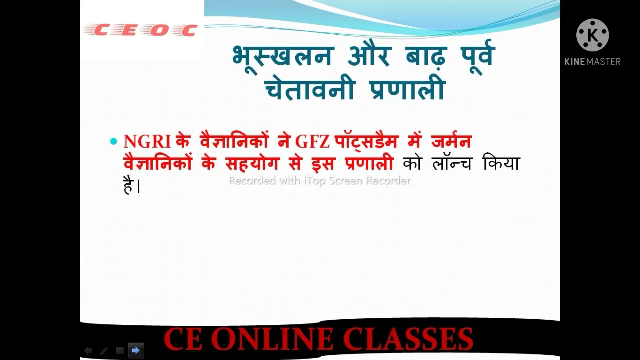 CEOC
KINEMASTER
भूस्खलन और बाढ़ पूर्व
चेतावनी प्रणाली
• NGRI के वैज्ञानिकों ने GFZ पॉट्सडैम में जर्मन
वैज्ञानिकों के सहयोग से इस प्रणाली को लॉन्च किया
है।
Recorded with iTop Screen Recorder
CE ONLINE CLASSES